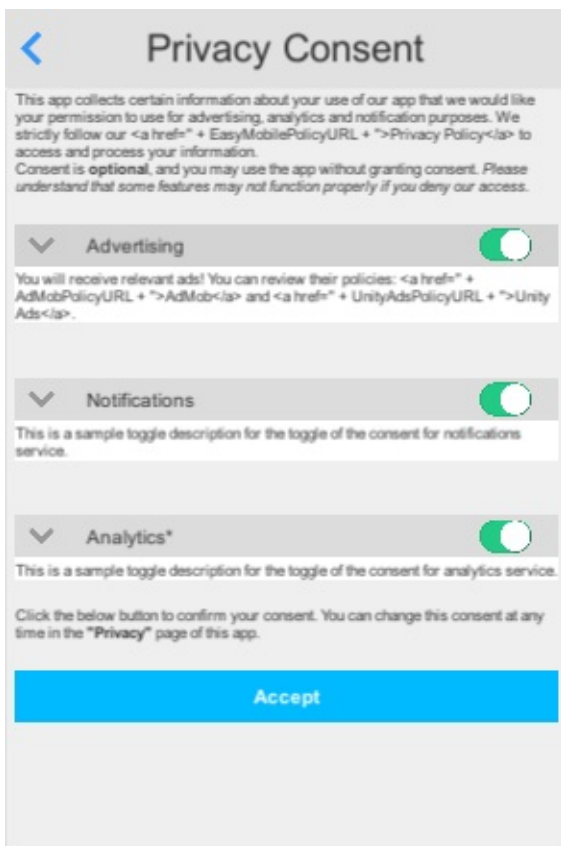 Privacy Consent
This app collects certain information about your use of our app that we would like
your permission to use for advertising, analytics and notification purposes. We
strictly follow our <a href=" + EasyMobilePolicyURL + ">Privacy Policy</a> to
access and process your information.
Consent is optional, and you may use the app without granting consent. Please
understand that some features may not function properly if you deny our access.
Advertising
You will receive relevant ads! You can review their policies: <a href=" +
AdMobPolicyURL + ">AdMob</a> and <a href=" + UnityAdsPolicyURL + ">Unity
Ads</a>.
Notifications
This is a sample toggle description for the toggle of the consent for notifications
service.
Analytics*
This is a sample toggle description for the toggle of the consent for analytics service.
Click the below button to confirm your consent. You can change this consent at any
time in the "Privacy" page of this app.
Accept